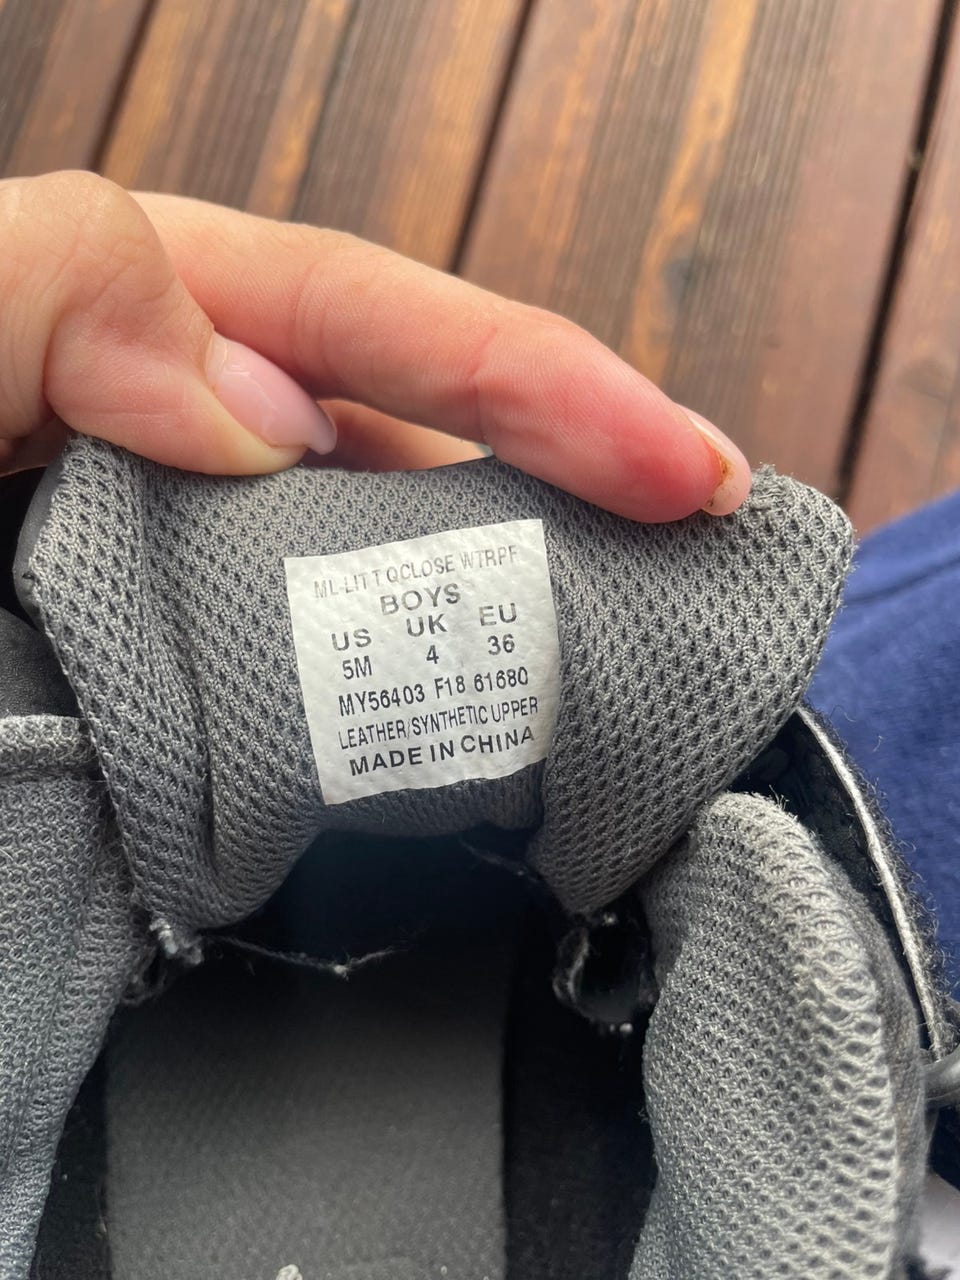 ML-LIT T QCLOSE WTRPF
BOYS
US UK EU
5M 4 36
MY56403 F18 61680
LEATHER/SYNTHETIC UPPER
MADE IN CHINA